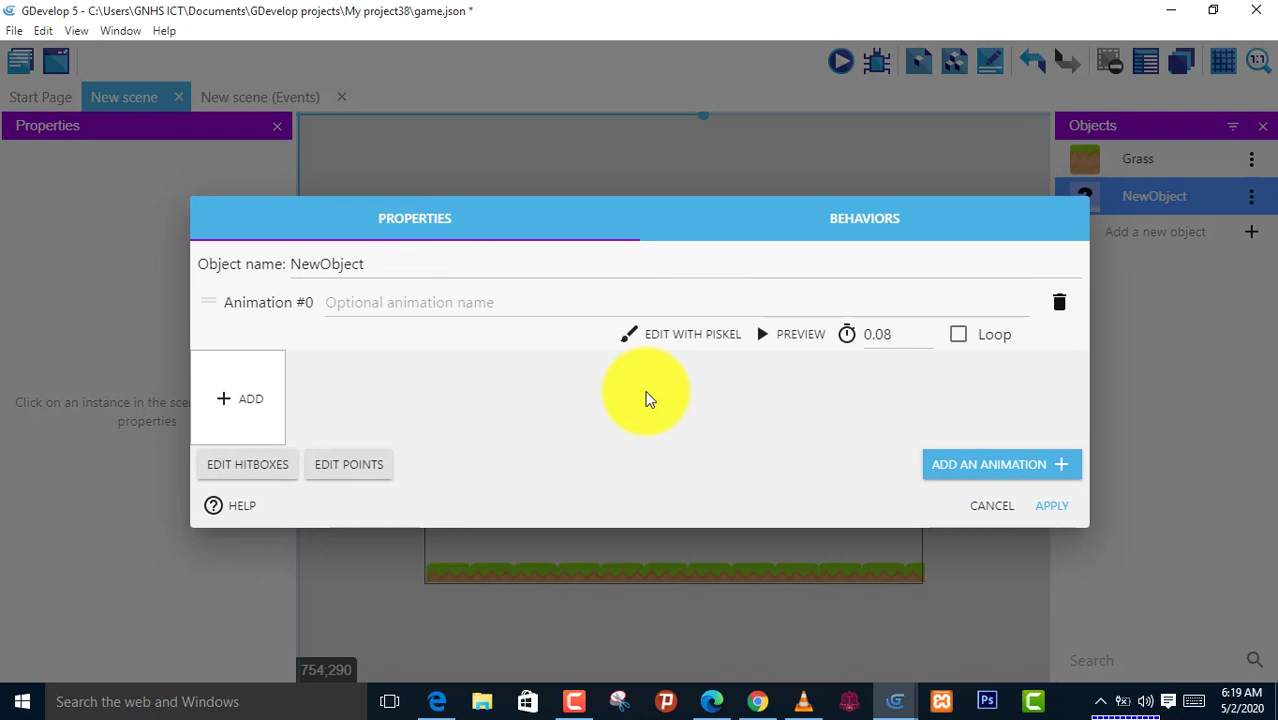 GDevelop 5 - C:\Users\GNHS ICT\Documents\GDevelop projects\My project38\game.json *
File Edit View Window Help
1:1
Start Page New scene New scene (Events)
Properties
Objects
Grass
PROPERTIES BEHAVIORS
NewObject
Add a new object
Object name: NewObject
Animation #0 Optional animation name
EDIT WITH PISKEL PREVIEW 0.08 Loop
ADD
Click on an instance in the sce
properties
EDIT HITBOXES EDIT POINTS ADD AN ANIMATION
HELP CANCEL APPLY
754;290
Search
Search the web and Windows
Ps
6:19 AM
5/2/2020